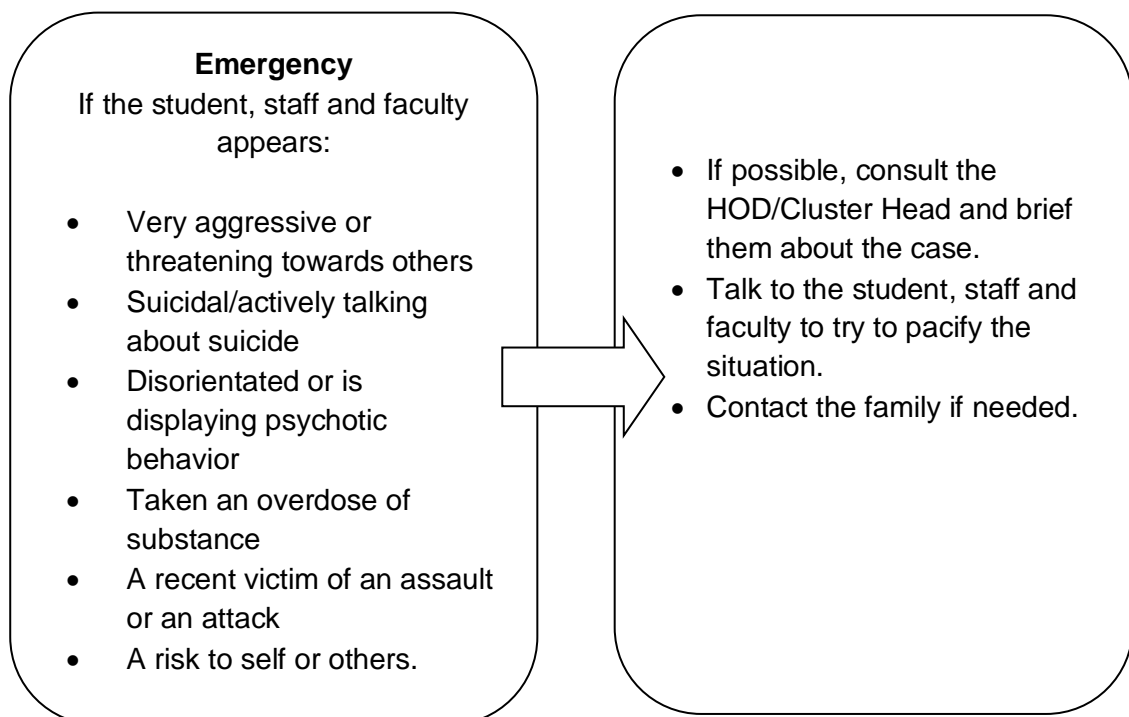 Emergency
If the student, staff and faculty
appears:
• Very aggressive or
threatening towards others
• Suicidal/actively talking
about suicide
• Disorientated or is
displaying psychotic
behavior
• Taken an overdose of
substance
• A recent victim of an assault
or an attack
• A risk to self or others.
• If possible, consult the
HOD/Cluster Head and brief
them about the case.
• Talk to the student, staff and
faculty to try to pacify the
situation.
• Contact the family if needed.